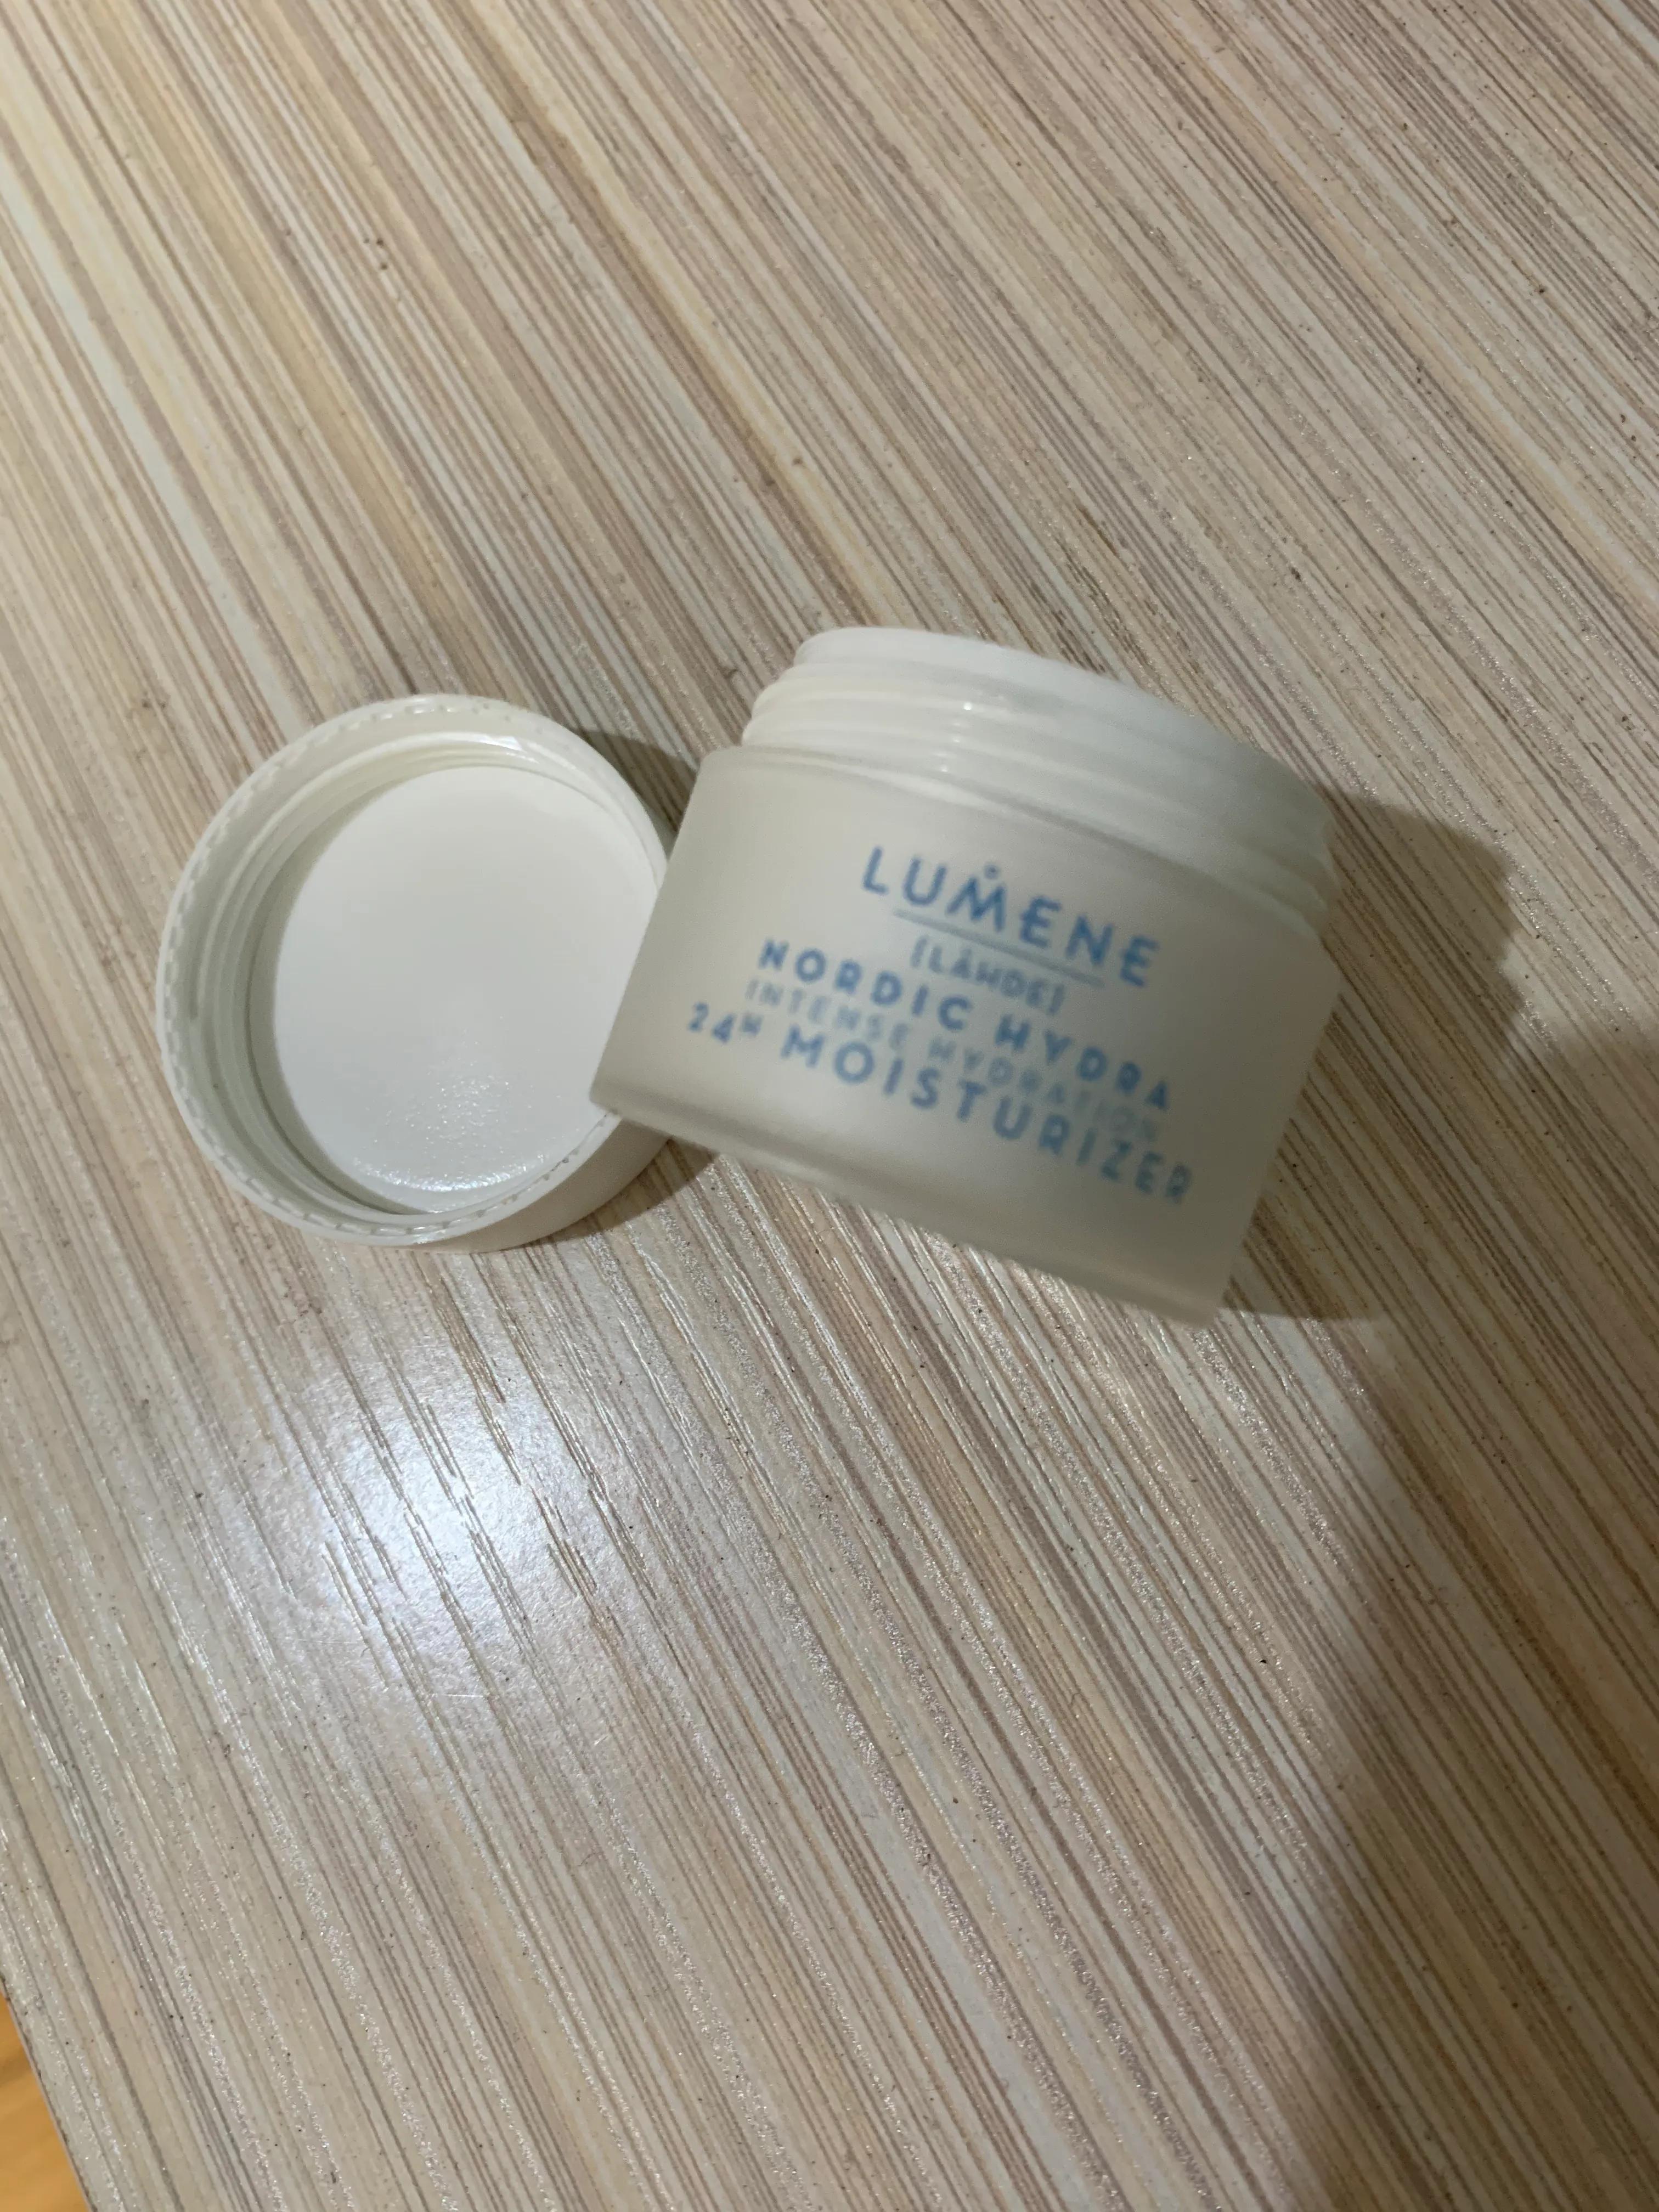 LUMENE
[LÄHDE]
NORDIC HYDRA
INTENSE HYDRATION
24H MOISTURIZER